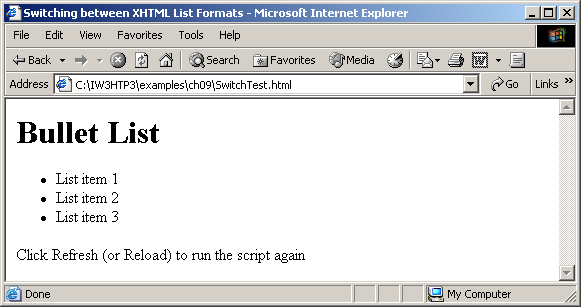 Switching between XHTML List Formats - Microsoft Internet Explorer
File Edit View Favorites Tools Help
Back Search Favorites Media
Address C:\IW3HTP3\examples\ch09\SwitchTest.html Go Links »
Bullet List
• List item 1
• List item 2
• List item 3
Click Refresh (or Reload) to run the script again
Done My Computer